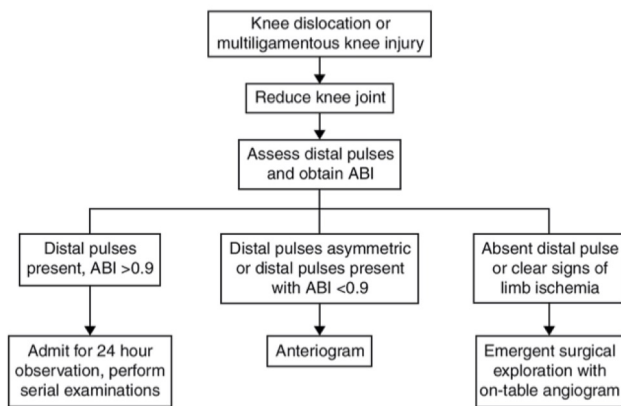 Knee dislocation or
multiligamentous knee injury
Reduce knee joint
Assess distal pulses
and obtain ABI
Distal pulses
present, ABI >0.9
Distal pulses asymmetric
or distal pulses present
with ABI <0.9
Absent distal pulse
or clear signs of
limb ischemia
Admit for 24 hour
observation, perform
serial examinations
Anteriogram
Emergent surgical
exploration with
on-table angiogram